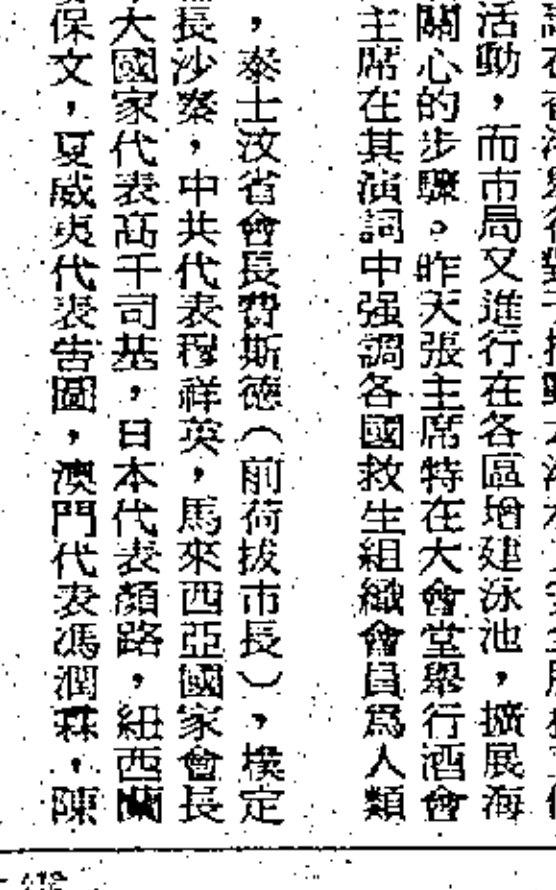 活動，而市局又進行在各區增建泳池，擴展海
關心的步驟。昨天張主席特在大會堂舉行酒會
主席在其演詞中强調各國救生組織會員爲人類
，泰士汶省會長費斯德（前荷拔市長），樸定
長沙桼，中共代表程祥英，馬來西亞國家會長
大國家代表高千司基，日本代表顏路，紐西蘭
保文，夏威夷代表告圖，澳門代表馮潤霖，陳